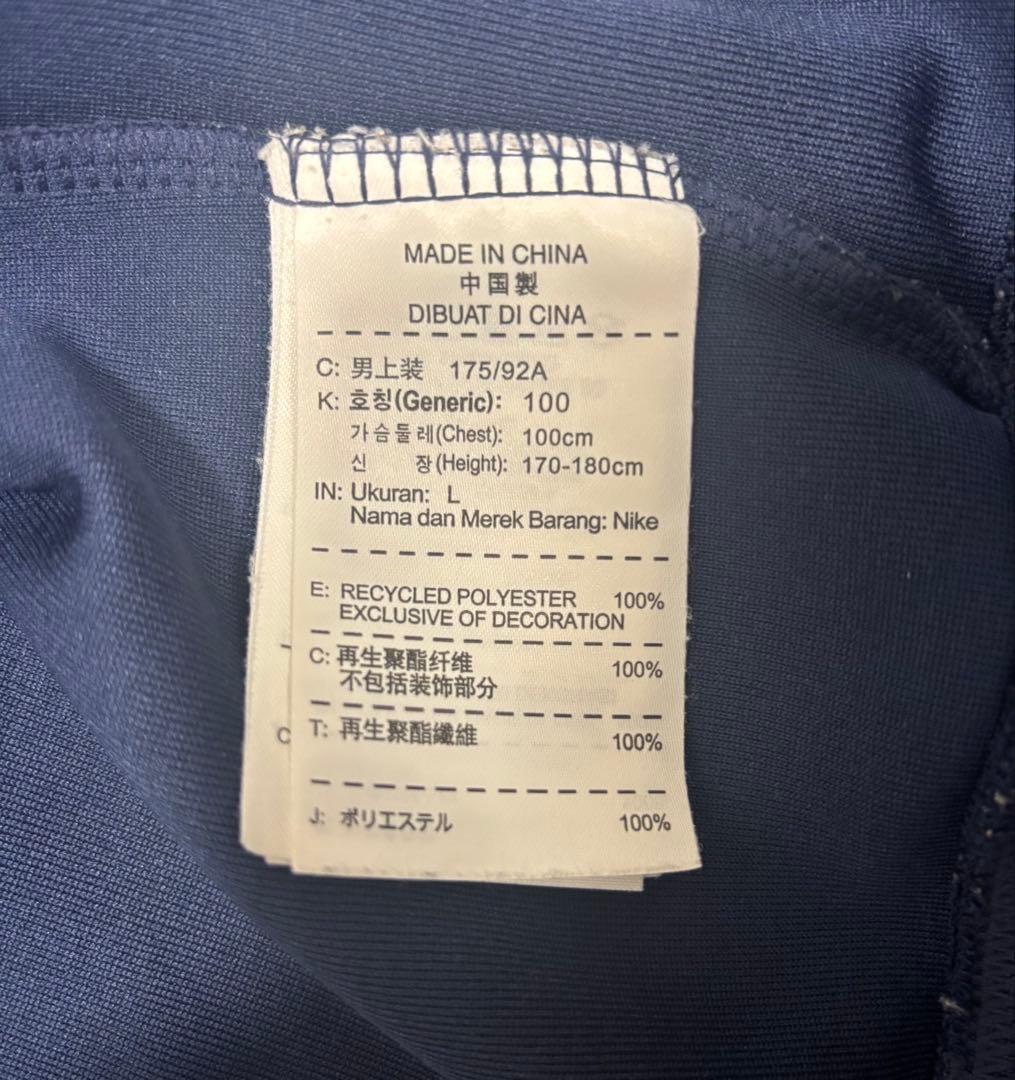 MADE IN CHINA
中国製
DIBUAT DI CINA
C: 男上装 175/92A
K: 호칭(Generic): 100
가슴둘레(Chest): 100cm
신 장(Height): 170-180cm
IN: Ukuran: L
Nama dan Merek Barang: Nike
E: RECYCLED POLYESTER 100%
EXCLUSIVE OF DECORATION
C: 再生聚酯纤维 100%
不包括装饰部分
T: 再生聚酯纖維 100%
J: ポリエステル 100%
C